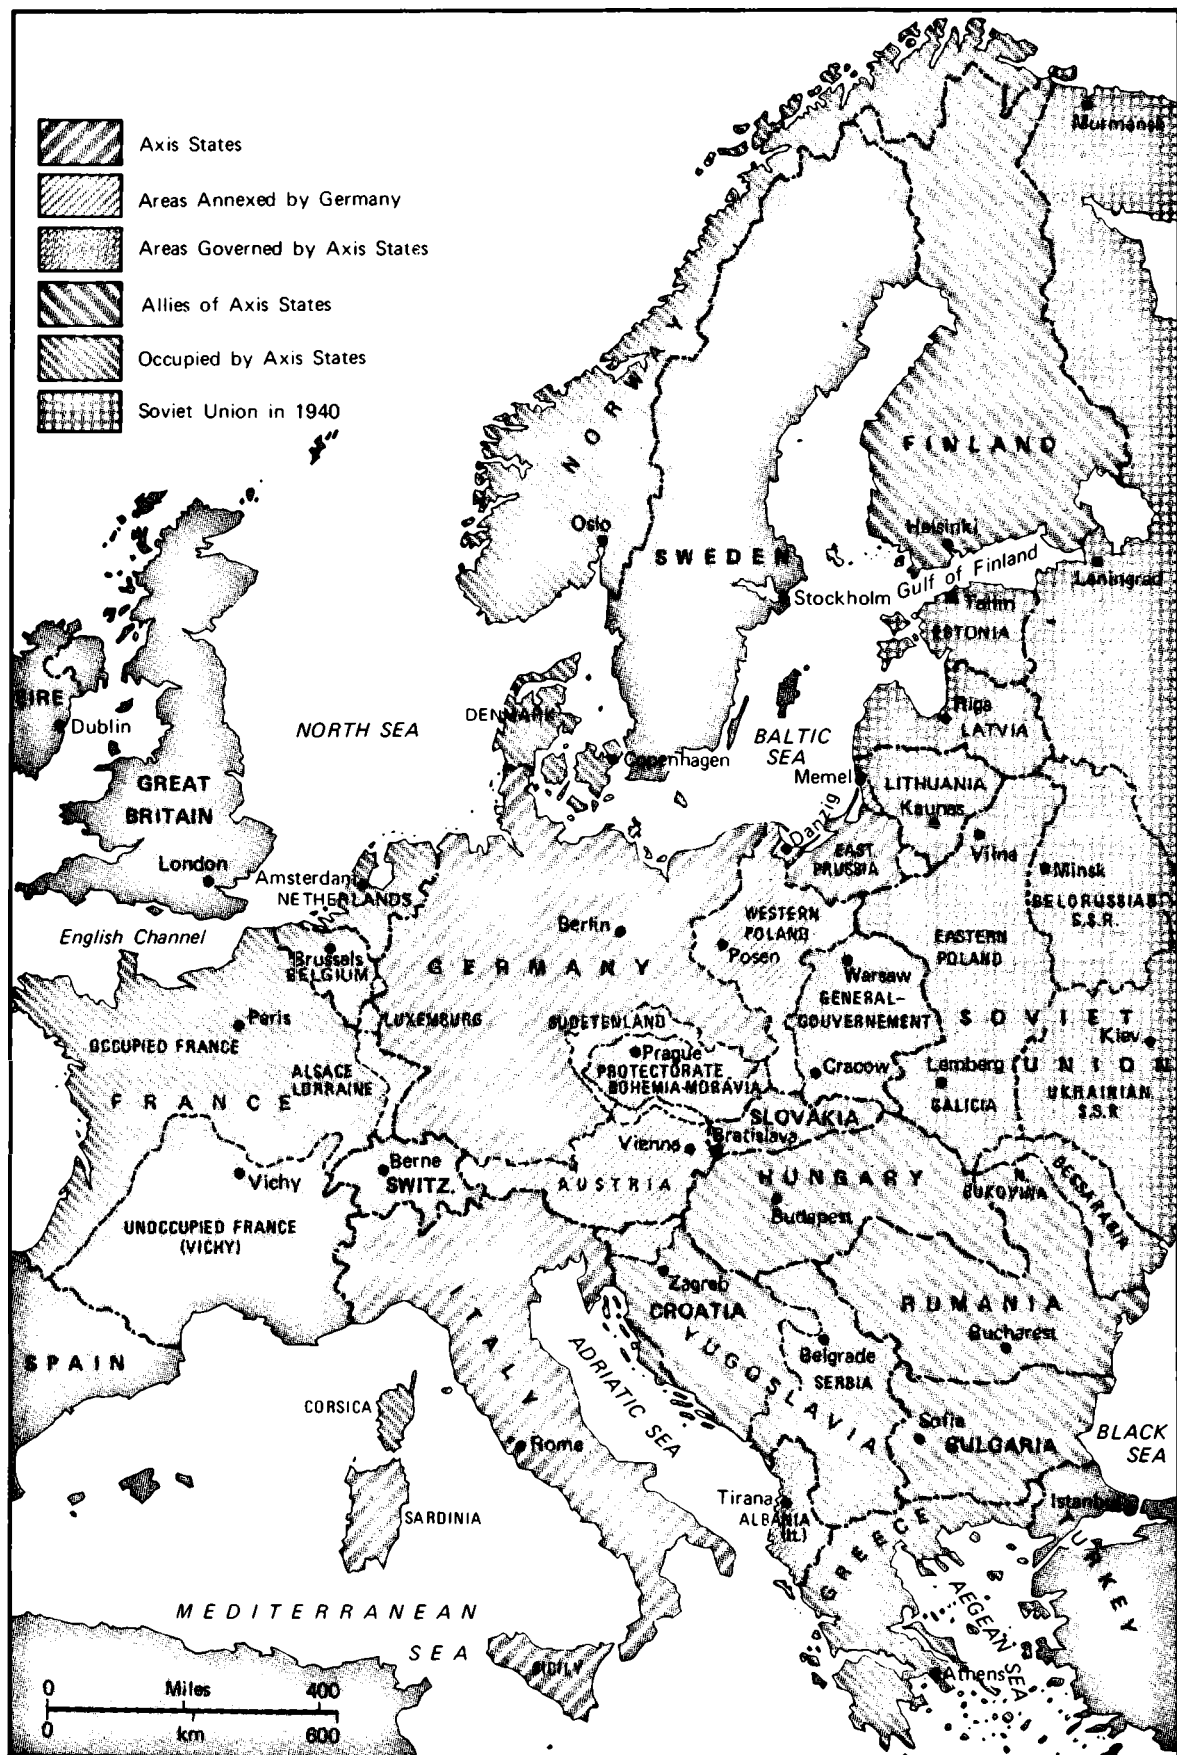 Axis States
Areas Annexed by Germany
Areas Governed by Axis States
Allies of Axis States
Occupied by Axis States
Soviet Union in 1940
Murmansk
NORWAY
FINLAND
Oslo
Helsinki
SWEDEN
Gulf of Finland
Leningrad
Stockholm
Tallin
ESTONIA
EIRE
Dublin
NORTH SEA
DENMARK
Copenhagen
BALTIC
SEA
Riga
LATVIA
Memel
LITHUANIA
Kaunas
GREAT
BRITAIN
Danzig
EAST
PRUSSIA
Vilna
London
Amsterdam
NETHERLANDS
Minsk
BELORUSSIAN
S.S.R.
English Channel
Berlin
WESTERN
POLAND
Posen
EASTERN
POLAND
Brussels
BELGIUM
GERMANY
Warsaw
GENERAL-
GOUVERNEMENT
SOVIET
UNION
Kiev
Paris
OCCUPIED FRANCE
LUXEMBURG
SUDETENLAND
Prague
PROTECTORATE
BOHEMIA-MORAVIA
Cracow
Lemberg
GALICIA
UKRAINIAN
S.S.R
ALSACE
LORRAINE
FRANCE
SLOVAKIA
Vienna
Bratislava
Berne
SWITZ.
AUSTRIA
HUNGARY
Budapest
N.
BUKOVINA
BESSARABIA
Vichy
UNOCCUPIED FRANCE
(VICHY)
Zagreb
CROATIA
RUMANIA
Bucharest
ITALY
YUGOSLAVIA
Belgrade
SERBIA
SPAIN
ADRIATIC SEA
CORSICA
Rome
Sofia
BULGARIA
BLACK
SEA
SARDINIA
Tirana
ALBANIA
(It.)
Istanbul
GREECE
TURKEY
AEGEAN SEA
MEDITERRANEAN
SEA
SICILY
Athens
0 Miles 400
0 km 600